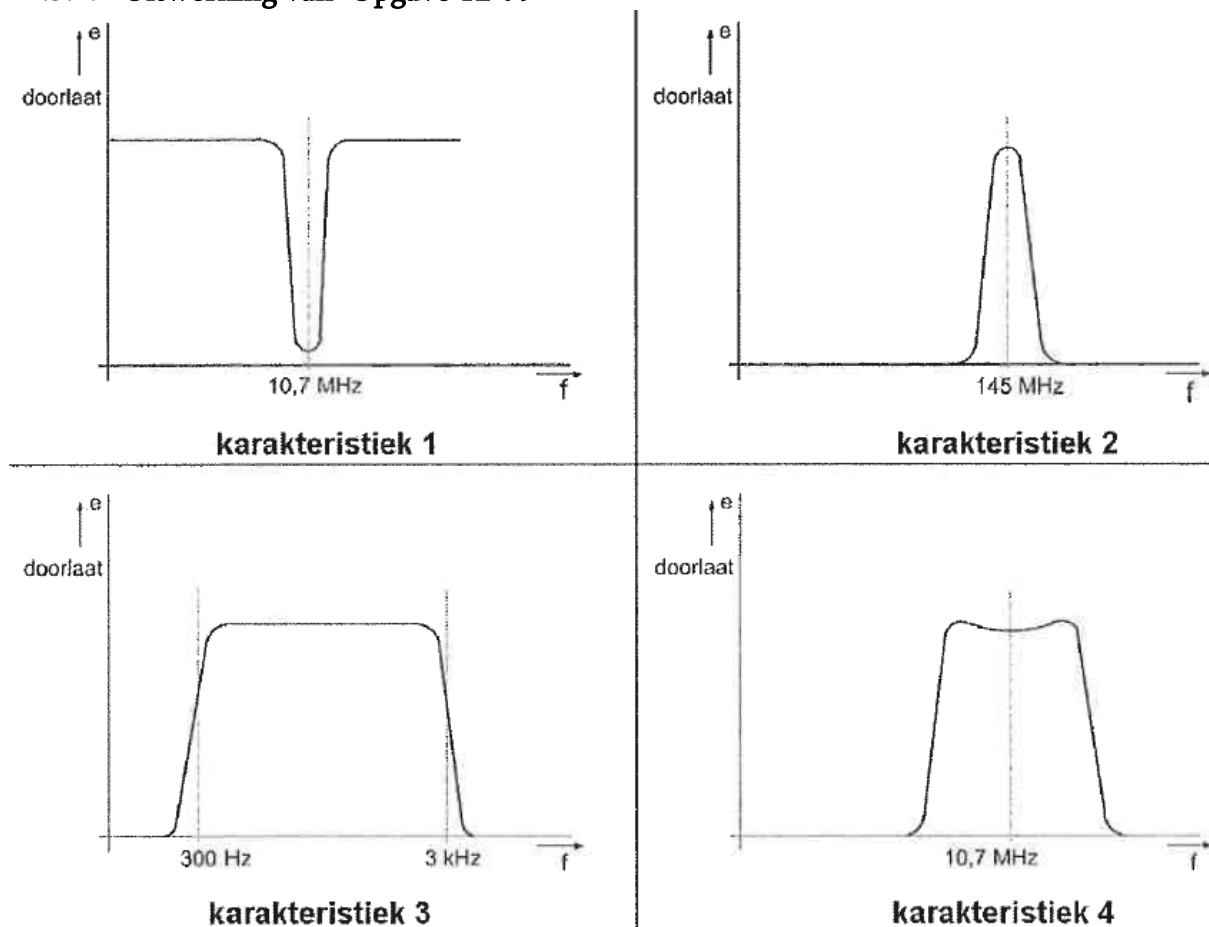 e
doorlaat
10,7 MHz
f
karakteristiek 1
e
doorlaat
145 MHz
f
karakteristiek 2
e
doorlaat
300 Hz
3 kHz
f
karakteristiek 3
e
doorlaat
10,7 MHz
f
karakteristiek 4